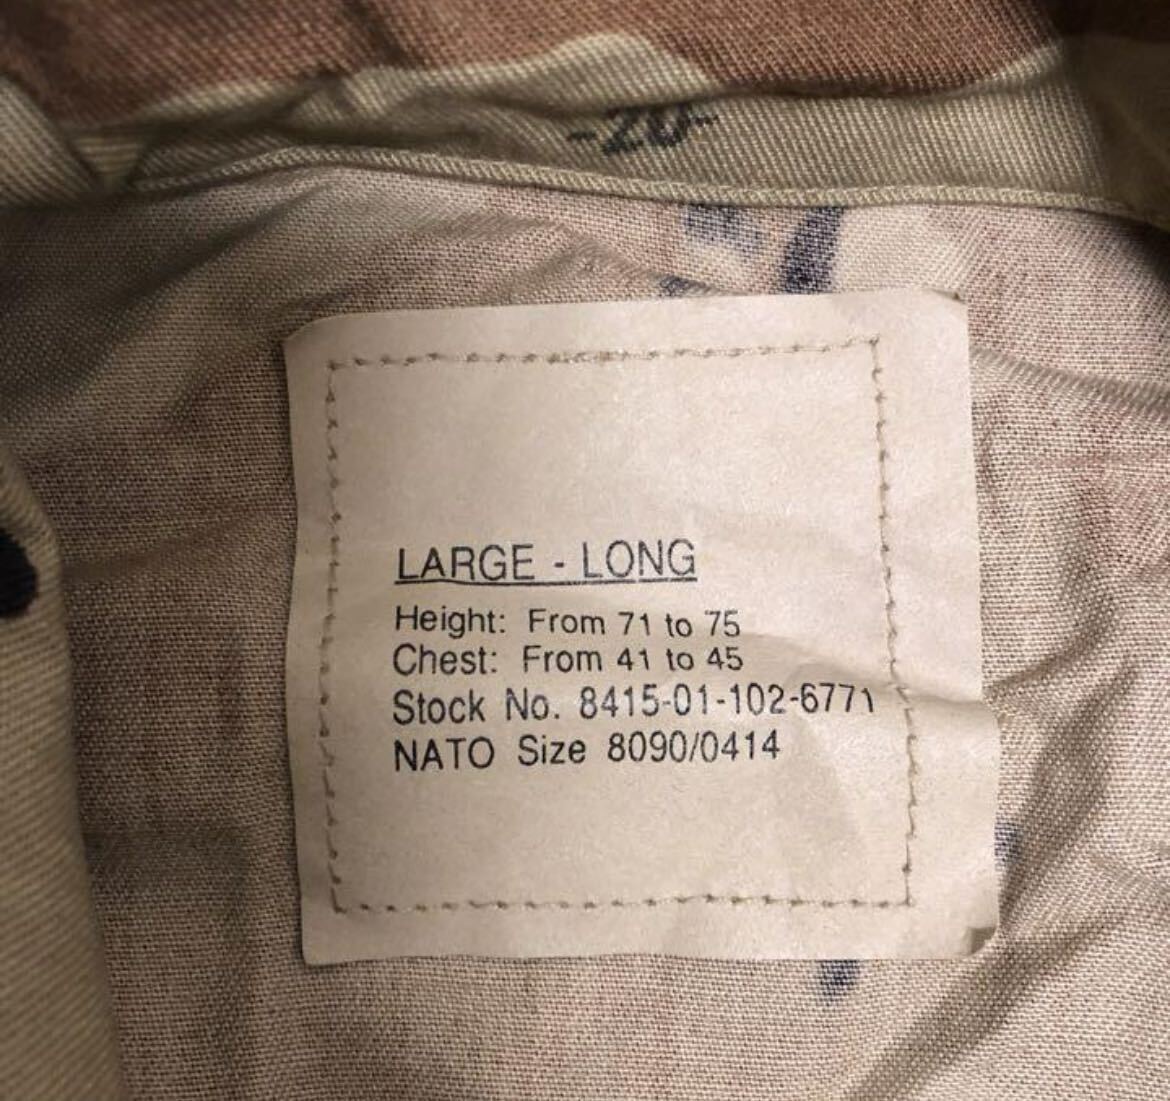 -20-
LARGE - LONG
Height: From 71 to 75
Chest: From 41 to 45
Stock No. 8415-01-102-6771
NATO Size 8090/0414